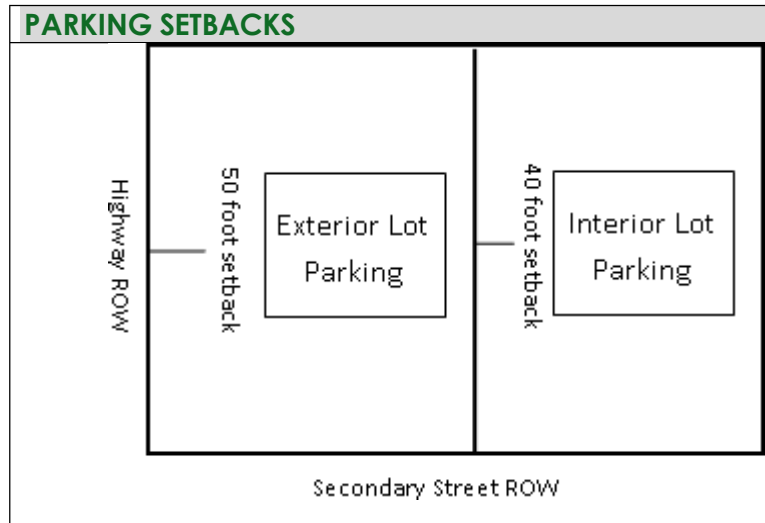 PARKING SETBACKS
Highway ROW
50 foot setback
Exterior Lot
Parking
40 foot setback
Interior Lot
Parking
Secondary Street ROW